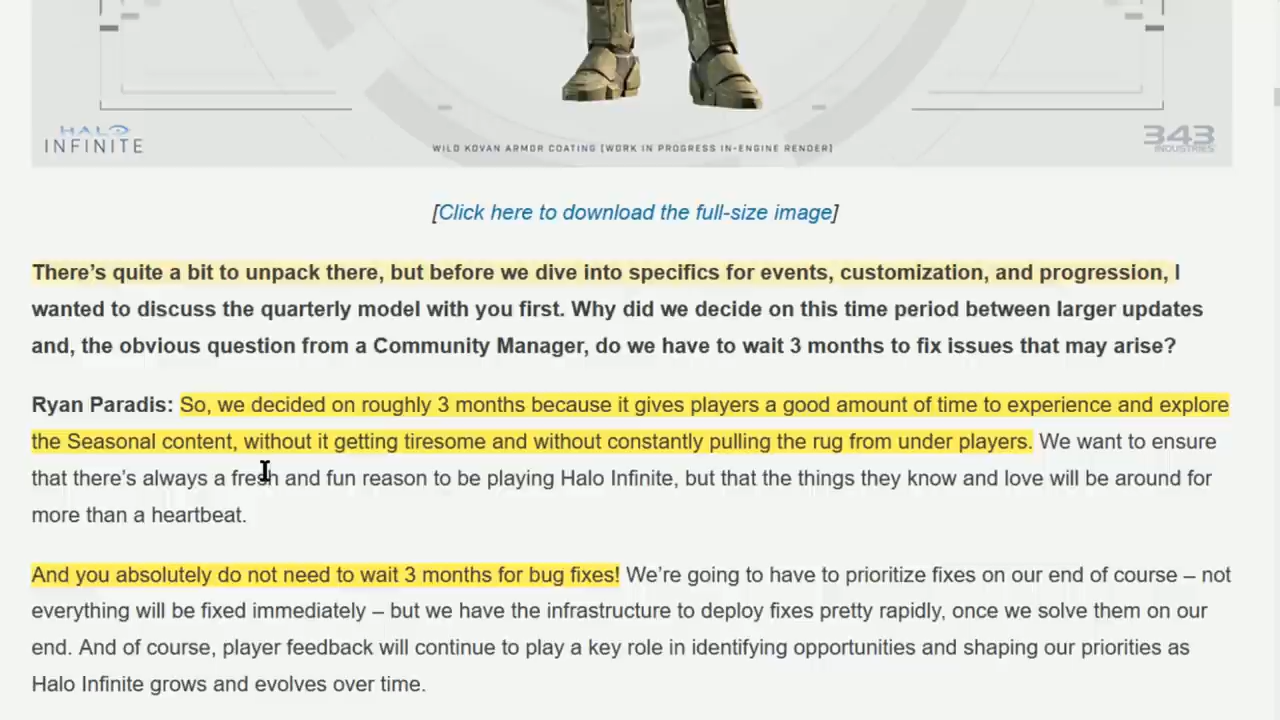 HALO
INFINITE
WILD KOVAN ARMOR COATING [WORK IN PROGRESS IN-ENGINE RENDER]
343
INDUSTRIES
[Click here to download the full-size image]
There’s quite a bit to unpack there, but before we dive into specifics for events, customization, and progression, I
wanted to discuss the quarterly model with you first. Why did we decide on this time period between larger updates
and, the obvious question from a Community Manager, do we have to wait 3 months to fix issues that may arise?
Ryan Paradis: So, we decided on roughly 3 months because it gives players a good amount of time to experience and explore
the Seasonal content, without it getting tiresome and without constantly pulling the rug from under players. We want to ensure
that there’s always a fresh and fun reason to be playing Halo Infinite, but that the things they know and love will be around for
more than a heartbeat.
And you absolutely do not need to wait 3 months for bug fixes! We’re going to have to prioritize fixes on our end of course – not
everything will be fixed immediately – but we have the infrastructure to deploy fixes pretty rapidly, once we solve them on our
end. And of course, player feedback will continue to play a key role in identifying opportunities and shaping our priorities as
Halo Infinite grows and evolves over time.